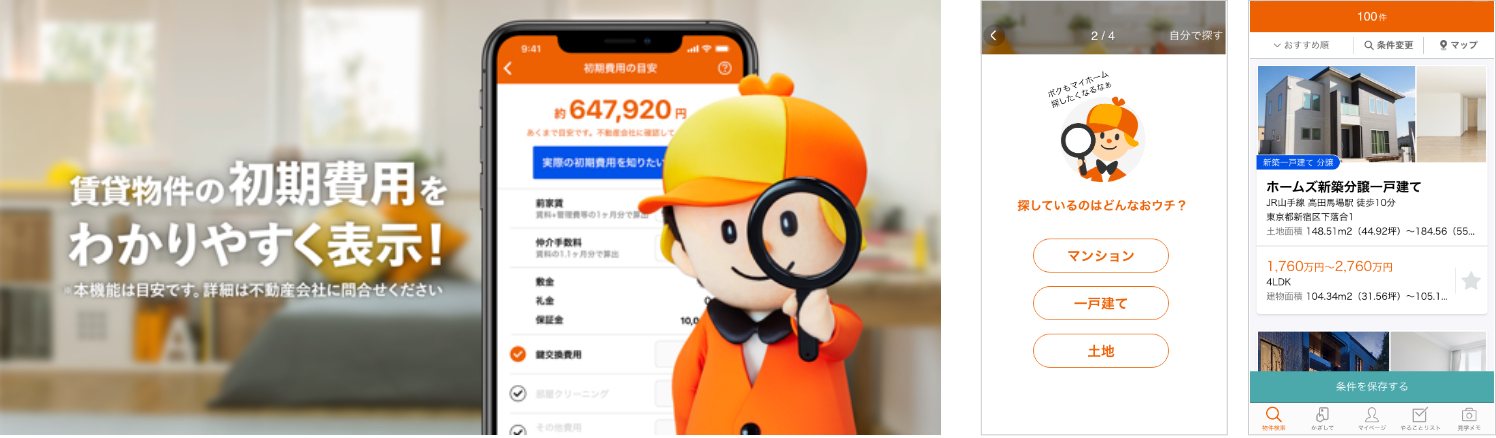 賃貸物件の初期費用を
わかりやすく表示！
※本機能は目安です。詳細は不動産会社に問合せください
9:41
初期費用の目安
約 647,920 円
あくまで目安です。不動産会社に確認して
実際の初期費用を知りたい
前家賃
賃料+管理費等の1ヶ月分で算出
仲介手数料
賃料の1.1ヶ月分で算出
敷金
礼金
保証金
10,0
鍵交換費用
部屋クリーニング
その他費用
2 / 4
自分で探す
ボクもマイホーム
探したくなるなぁ
探しているのはどんなおウチ？
マンション
一戸建て
土地
100件
おすすめ順
条件変更
マップ
新築一戸建て 分譲
ホームズ新築分譲一戸建て
JR山手線 高田馬場駅 徒歩10分
東京都新宿区下落合1
土地面積 148.51m2（44.92坪）〜184.56（55...
1,760万円〜2,760万円
4LDK
建物面積 104.34m2（31.56坪）〜105.1...
条件を保存する
物件検索
かざして
マイページ
やることリスト
見学メモ